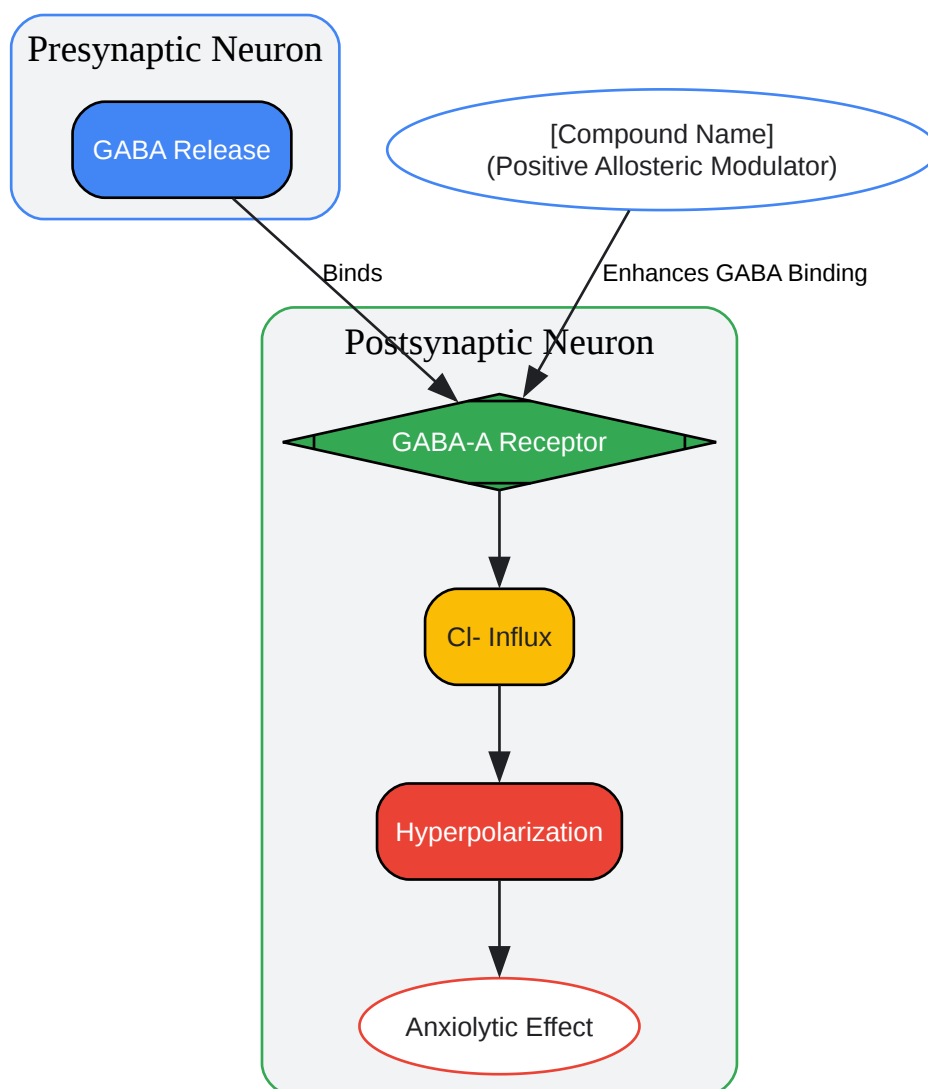 Presynaptic Neuron
GABA Release
[Compound Name]
(Positive Allosteric Modulator)
Binds
Enhances GABA Binding
Postsynaptic Neuron
GABA-A Receptor
Cl- Influx
Hyperpolarization
Anxiolytic Effect